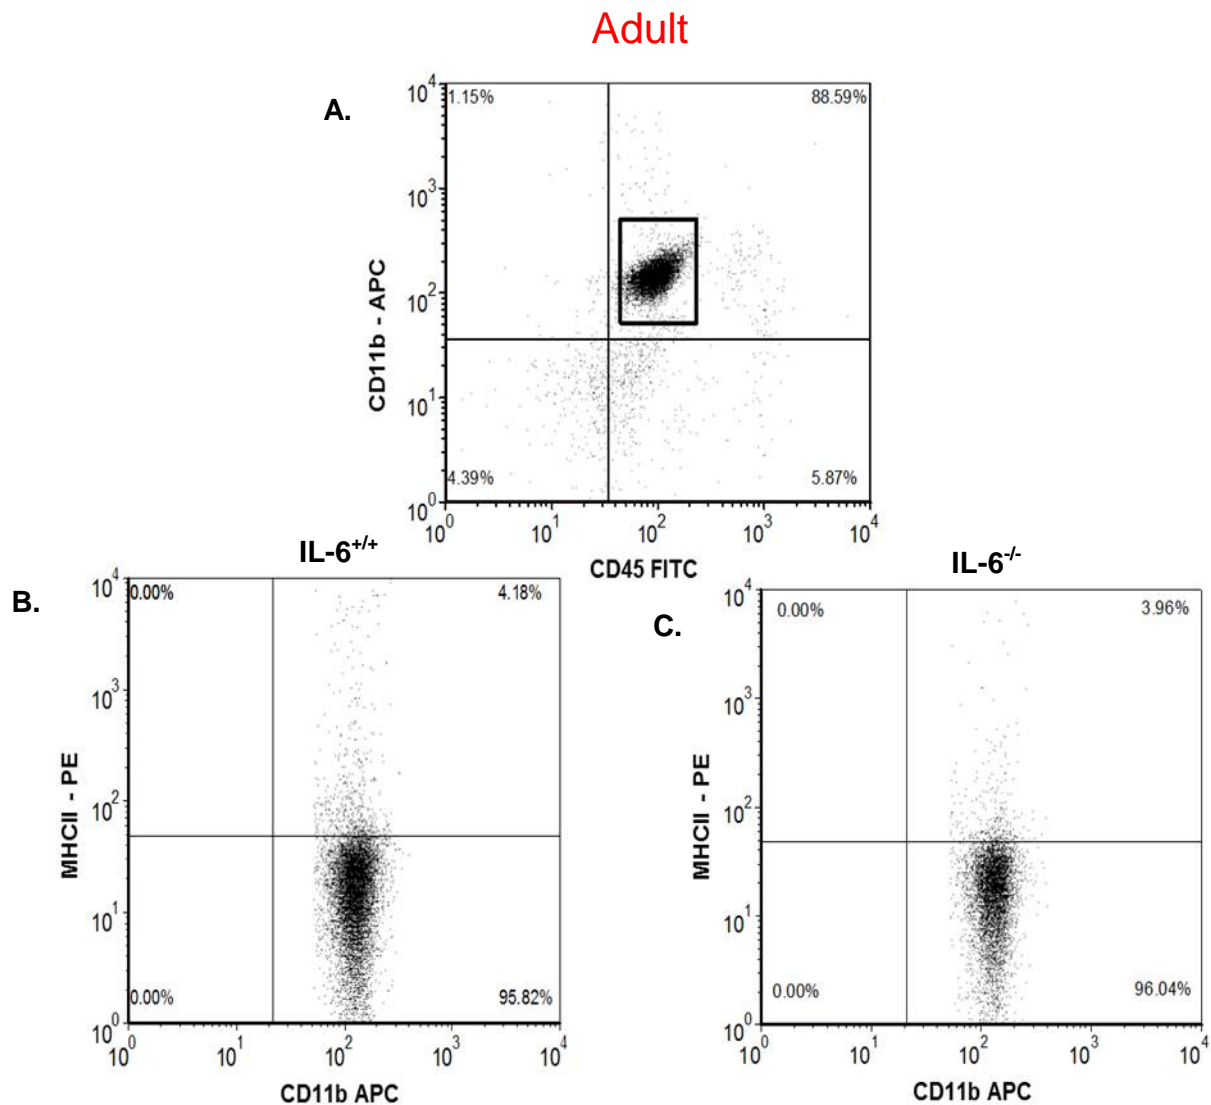 Adult
A.
10^4
10^3
10^2
10^1
10^0
CD11b - APC
1.15%
88.59%
4.39%
5.87%
10^0 10^1 10^2 10^3 10^4
CD45 FITC
IL-6^+/+
B.
10^4
10^3
10^2
10^1
10^0
MHCII - PE
0.00%
4.18%
0.00%
95.82%
10^0 10^1 10^2 10^3 10^4
CD11b APC
IL-6^-/-
C.
10^4
10^3
10^2
10^1
10^0
MHCII - PE
0.00%
3.96%
0.00%
96.04%
10^0 10^1 10^2 10^3 10^4
CD11b APC